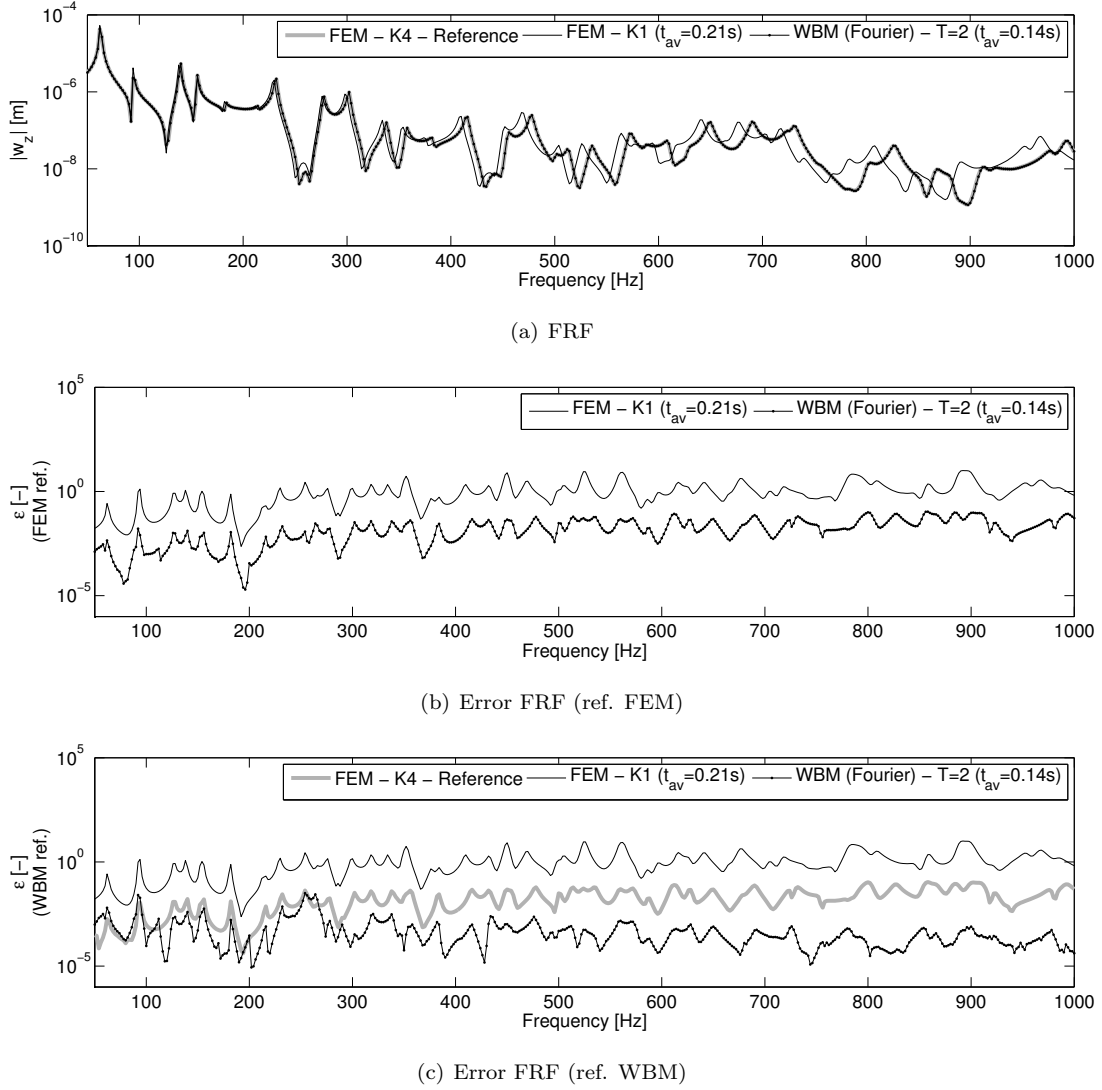 10^-4
10^-6
10^-8
10^-10
|w_z| [m]
FEM – K4 – Reference FEM – K1 (t_av=0.21s) WBM (Fourier) – T=2 (t_av=0.14s)
100 200 300 400 500 600 700 800 900 1000
Frequency [Hz]
(a) FRF
10^5
10^0
10^-5
ε [–]
(FEM ref.)
FEM – K1 (t_av=0.21s) WBM (Fourier) – T=2 (t_av=0.14s)
100 200 300 400 500 600 700 800 900 1000
Frequency [Hz]
(b) Error FRF (ref. FEM)
10^5
10^0
10^-5
ε [–]
(WBM ref.)
FEM – K4 – Reference FEM – K1 (t_av=0.21s) WBM (Fourier) – T=2 (t_av=0.14s)
100 200 300 400 500 600 700 800 900 1000
Frequency [Hz]
(c) Error FRF (ref. WBM)